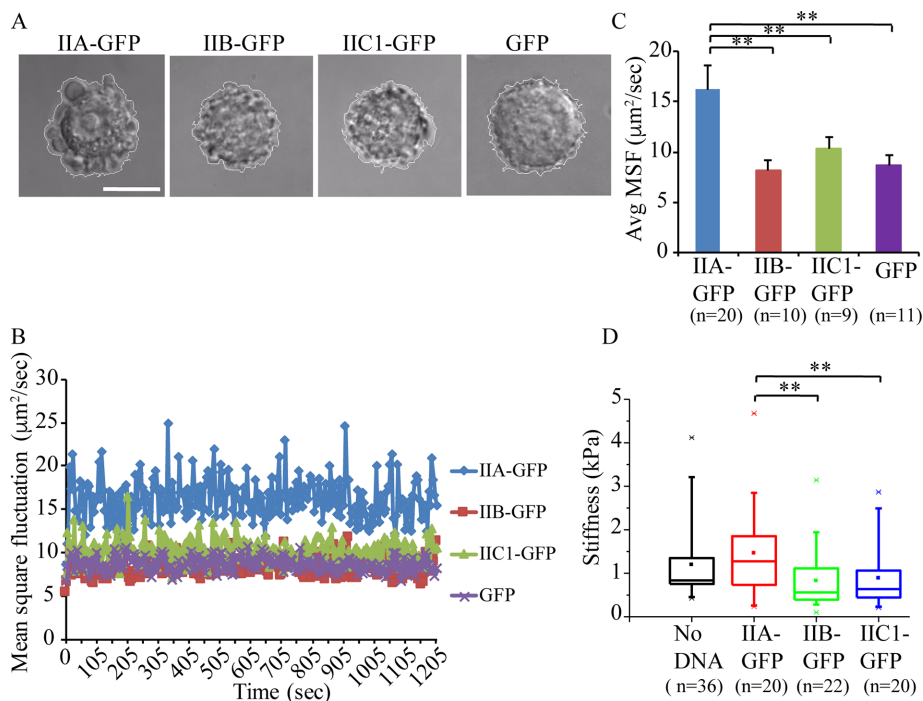 A
IIA-GFP IIB-GFP IIC1-GFP GFP
B
Mean square fluctuation (µm²/sec)
30
25
20
15
10
5
0
0 105 205 305 405 505 605 705 805 905 1005 1105 1205
Time (sec)
IIA-GFP
IIB-GFP
IIC1-GFP
GFP
C
Avg MSF (µm²/sec)
20
15
10
5
0
**
**
**
IIA-GFP (n=20)
IIB-GFP (n=10)
IIC1-GFP (n=9)
GFP (n=11)
D
Stiffness (kPa)
5
4
3
2
1
0
**
**
No DNA ( n=36)
IIA-GFP (n=20)
IIB-GFP (n=22)
IIC1-GFP (n=20)